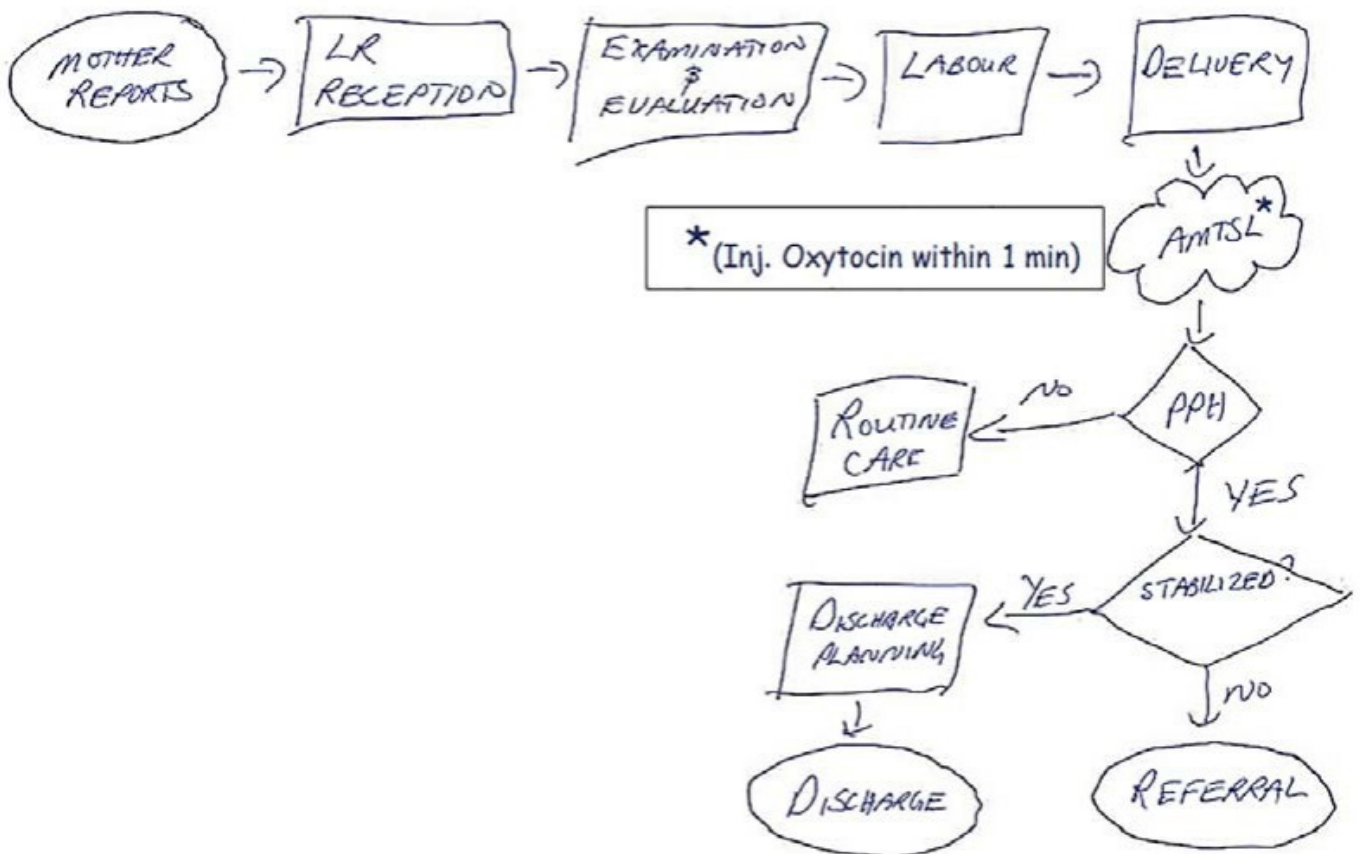 MOTHER
REPORTS
LR
RECEPTION
EXAMINATION
&
EVALUATION
LABOUR
DELIVERY
AMTSL*
*(Inj. Oxytocin within 1 min)
PPH
NO
ROUTINE
CARE
YES
STABILIZED?
YES
DISCHARGE
PLANNING
NO
DISCHARGE
REFERRAL